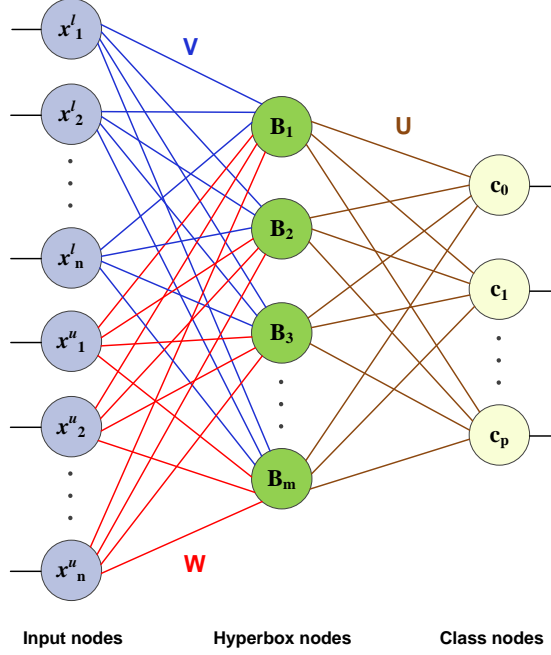 x^l_1
V
x^l_2
B_1
U
c_0
B_2
x^l_n
c_1
x^u_1
B_3
x^u_2
c_p
B_m
W
x^u_n
Input nodes Hyperbox nodes Class nodes